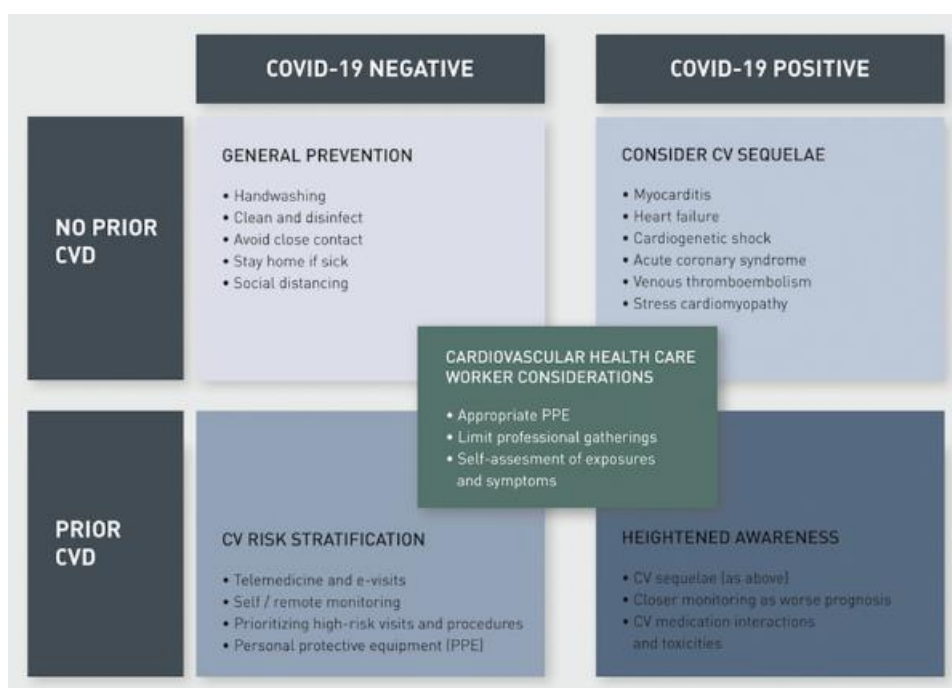 COVID-19 NEGATIVE
COVID-19 POSITIVE
NO PRIOR
CVD
GENERAL PREVENTION
• Handwashing
• Clean and disinfect
• Avoid close contact
• Stay home if sick
• Social distancing
CONSIDER CV SEQUELAE
• Myocarditis
• Heart failure
• Cardiogenetic shock
• Acute coronary syndrome
• Venous thromboembolism
• Stress cardiomyopathy
CARDIOVASCULAR HEALTH CARE
WORKER CONSIDERATIONS
• Appropriate PPE
• Limit professional gatherings
• Self-assesment of exposures
and symptoms
PRIOR
CVD
CV RISK STRATIFICATION
• Telemedicine and e-visits
• Self / remote monitoring
• Prioritizing high-risk visits and procedures
• Personal protective equipment (PPE)
HEIGHTENED AWARENESS
• CV sequelae (as above)
• Closer monitoring as worse prognosis
• CV medication interactions
and toxicities